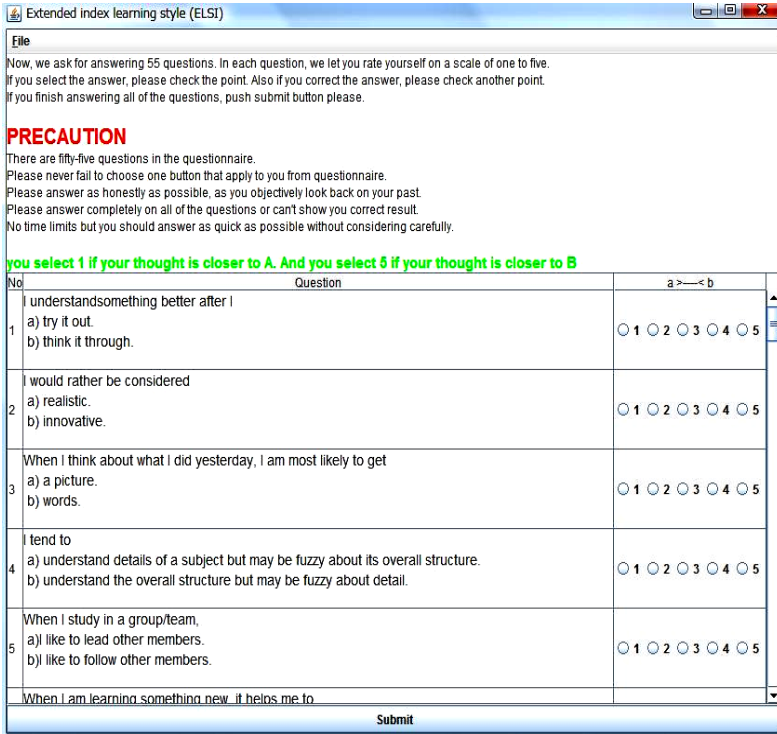 Extended index learning style (ELSI)
File
Now, we ask for answering 55 questions. In each question, we let you rate yourself on a scale of one to five.
If you select the answer, please check the point. Also if you correct the answer, please check another point.
If you finish answering all of the questions, push submit button please.
PRECAUTION
There are fifty-five questions in the questionnaire.
Please never fail to choose one button that apply to you from questionnaire.
Please answer as honestly as possible, as you objectively look back on your past.
Please answer completely on all of the questions or can't show you correct result.
No time limits but you should answer as quick as possible without considering carefully.
you select 1 if your thought is closer to A. And you select 5 if your thought is closer to B
No Question a >----< b
I understandsomething better after I
a) try it out.
1 1 2 3 4 5
b) think it through.
I would rather be considered
a) realistic.
2 1 2 3 4 5
b) innovative.
When I think about what I did yesterday, I am most likely to get
a) a picture.
3 1 2 3 4 5
b) words.
I tend to
a) understand details of a subject but may be fuzzy about its overall structure.
4 1 2 3 4 5
b) understand the overall structure but may be fuzzy about detail.
When I study in a group/team,
a)I like to lead other members.
5 1 2 3 4 5
b)I like to follow other members.
When I am learning something new, it helps me to
Submit